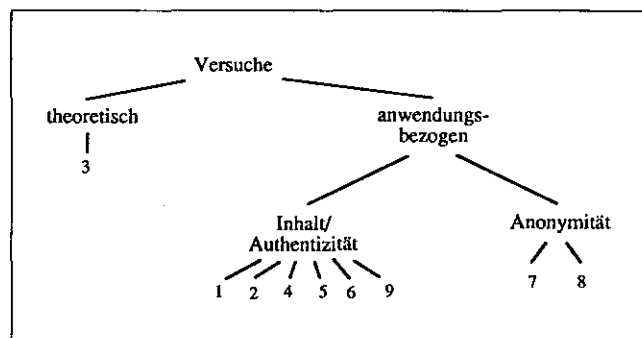 Versuche
theoretisch
anwendungs-
bezogen
3
Inhalt/
Authentizität
Anonymität
1 2 4 5 6 9
7 8